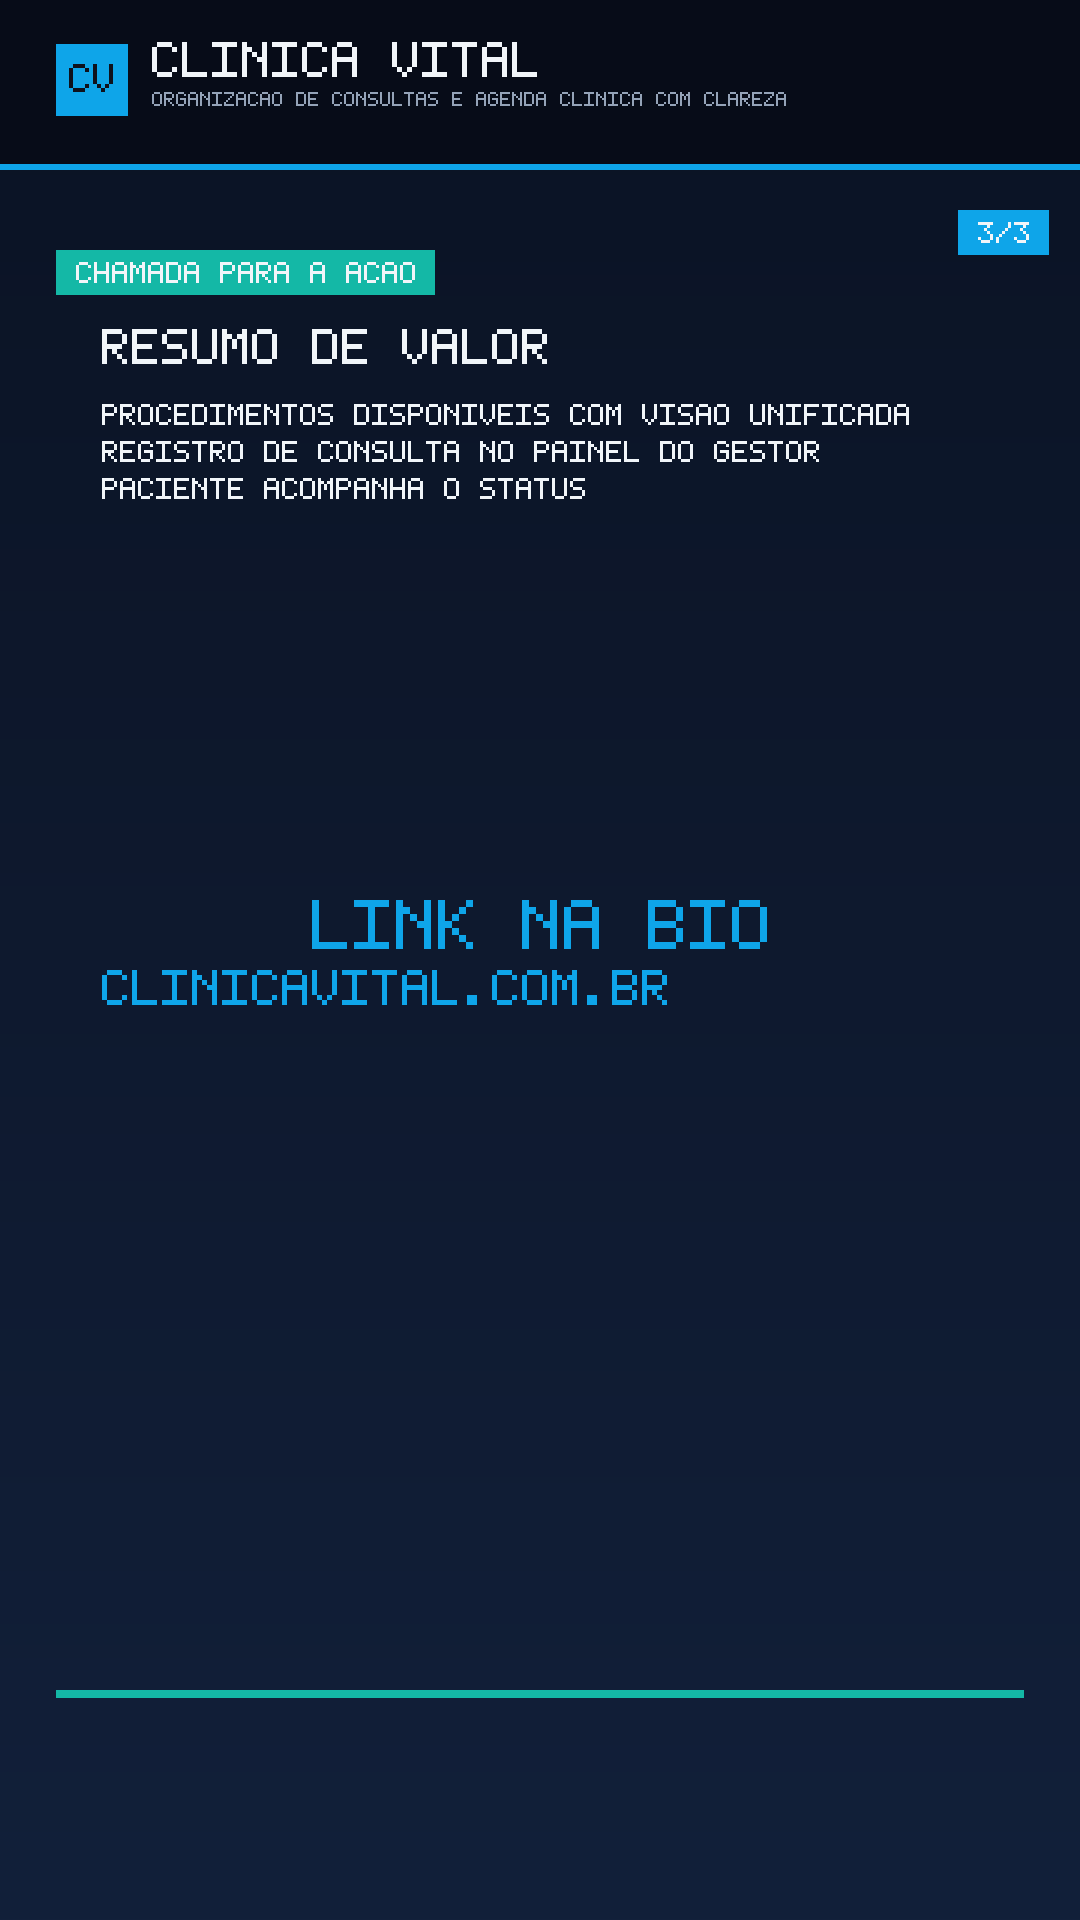 CV
CLINICA VITAL
ORGANIZACAO DE CONSULTAS E AGENDA CLINICA COM CLAREZA
3/3
CHAMADA PARA A ACAO
RESUMO DE VALOR
PROCEDIMENTOS DISPONIVEIS COM VISAO UNIFICADA
REGISTRO DE CONSULTA NO PAINEL DO GESTOR
PACIENTE ACOMPANHA O STATUS
LINK NA BIO
CLINICAVITAL.COM.BR